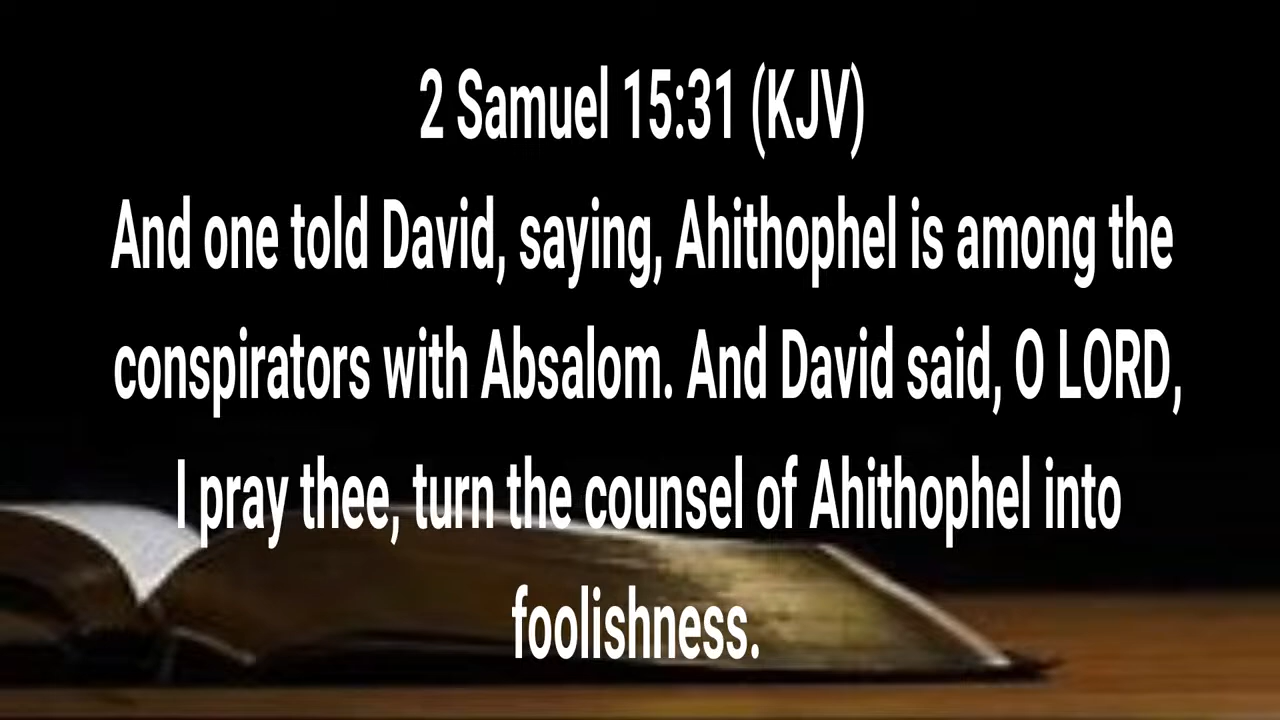 2 Samuel 15:31 (KJV)
And one told David, saying, Ahithophel is among the
conspirators with Absalom. And David said, O LORD,
I pray thee, turn the counsel of Ahithophel into
foolishness.